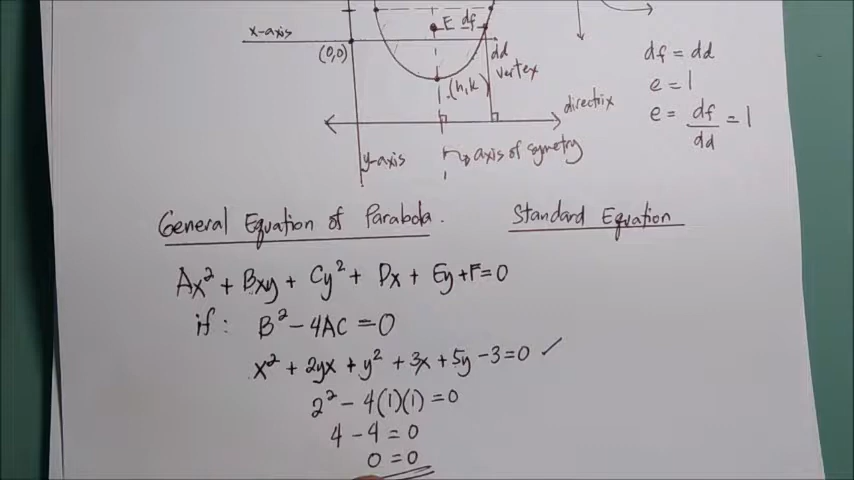 x-axis
(0,0)
F df
dd
vertex
(h,k)
directrix
y-axis
axis of symetry
df = dd
e = 1
e = df/dd = 1
General Equation of Parabola.
Standard Equation
Ax² + Bxy + Cy² + Dx + Ey + F = 0
if: B² - 4AC = 0
x² + 2yx + y² + 3x + 5y - 3 = 0 ✓
2² - 4(1)(1) = 0
4 - 4 = 0
0 = 0